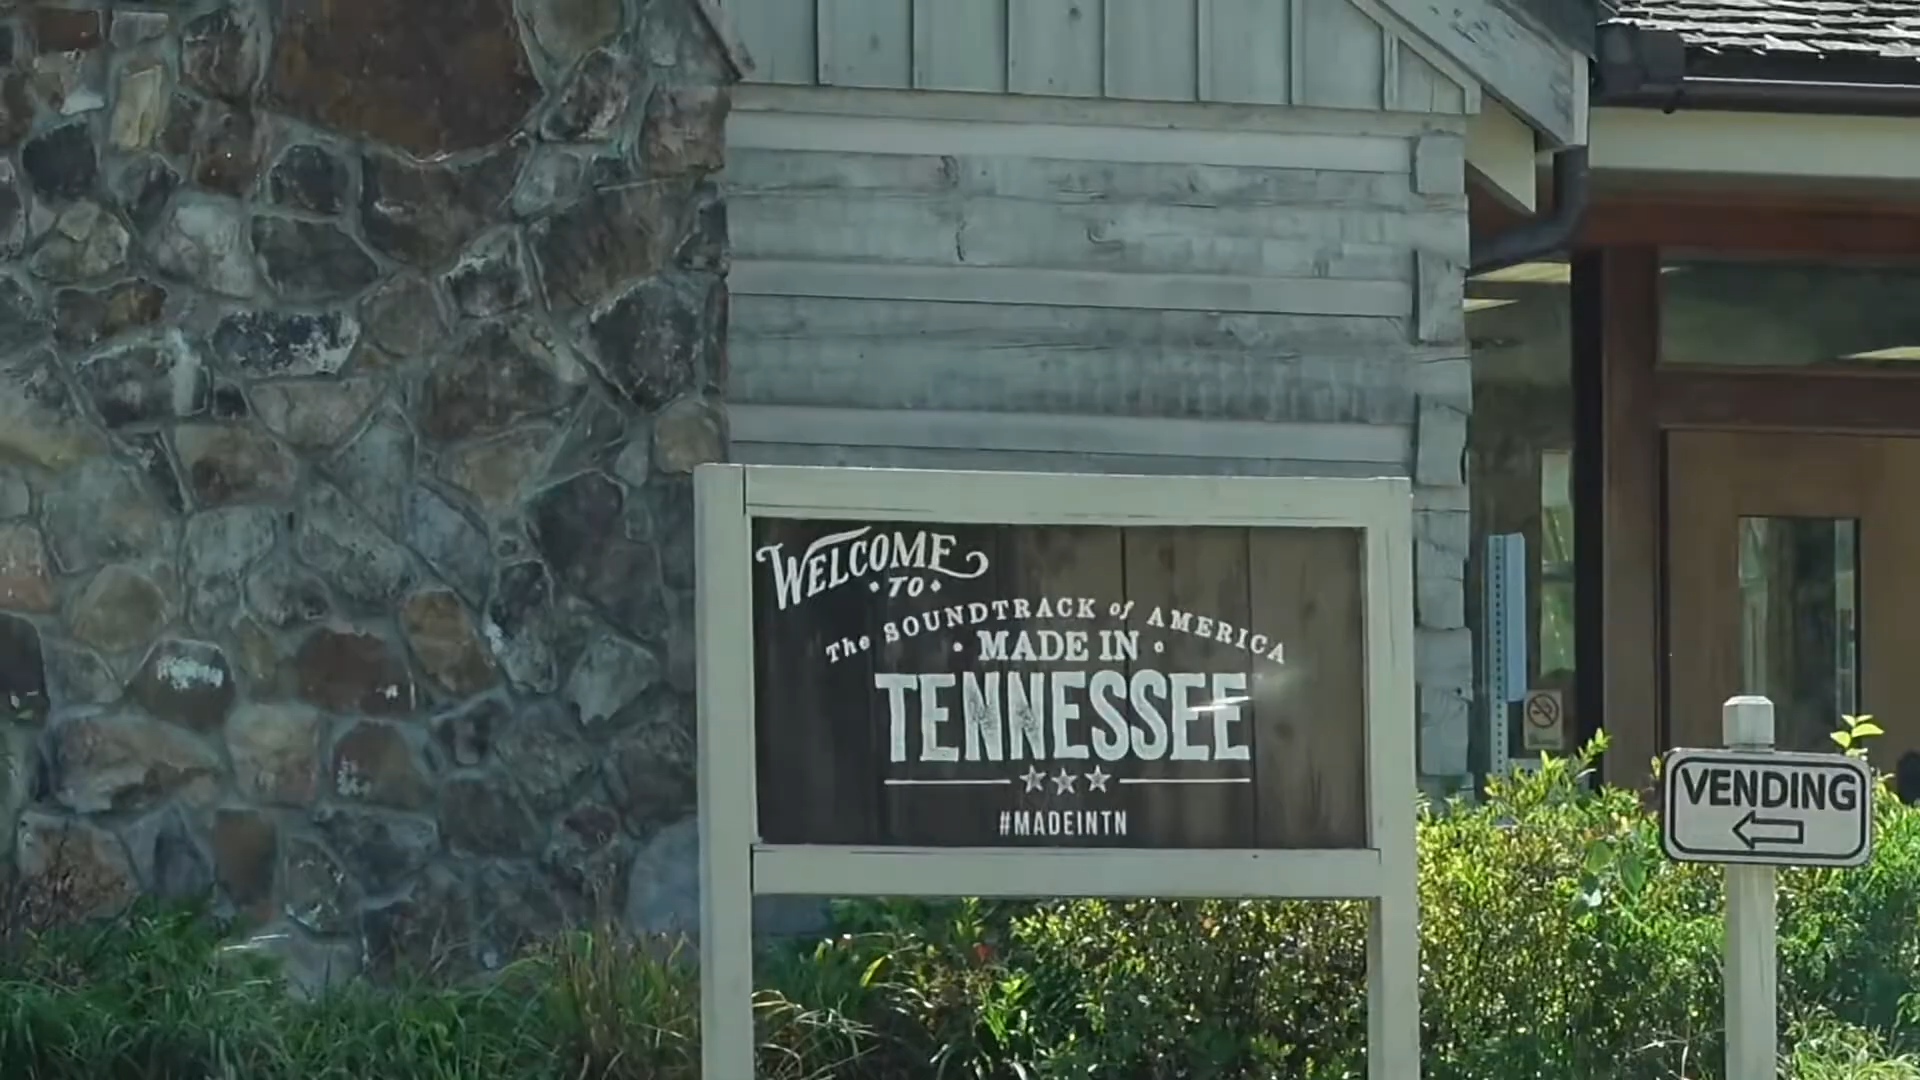 WELCOME
• TO •
The SOUNDTRACK of AMERICA
• MADE IN •
TENNESSEE
#MADEINTN
VENDING